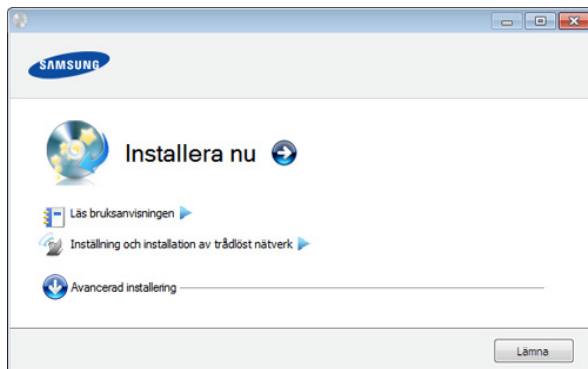 SAMSUNG
Installera nu
Läs bruksanvisningen
Inställning och installation av trådlöst nätverk
Avancerad installering
Lämna